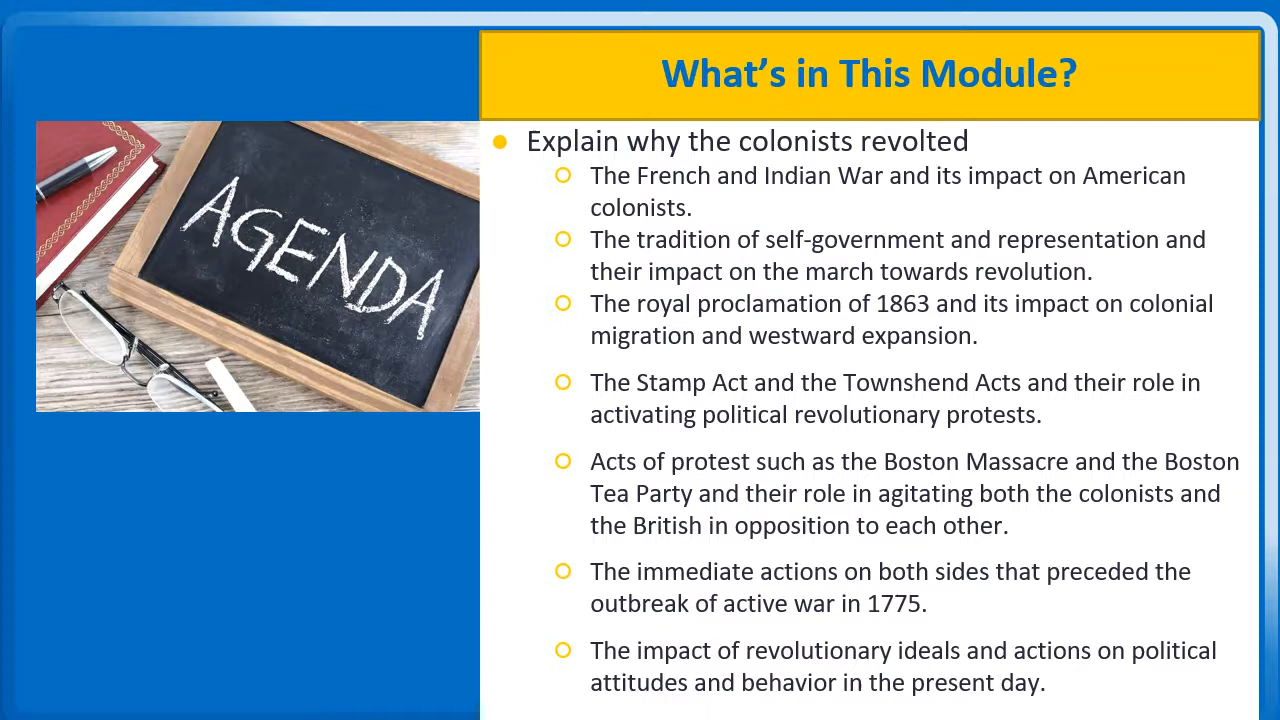 What’s in This Module?
AGENDA
Explain why the colonists revolted
The French and Indian War and its impact on American
colonists.
The tradition of self-government and representation and
their impact on the march towards revolution.
The royal proclamation of 1863 and its impact on colonial
migration and westward expansion.
The Stamp Act and the Townshend Acts and their role in
activating political revolutionary protests.
Acts of protest such as the Boston Massacre and the Boston
Tea Party and their role in agitating both the colonists and
the British in opposition to each other.
The immediate actions on both sides that preceded the
outbreak of active war in 1775.
The impact of revolutionary ideals and actions on political
attitudes and behavior in the present day.